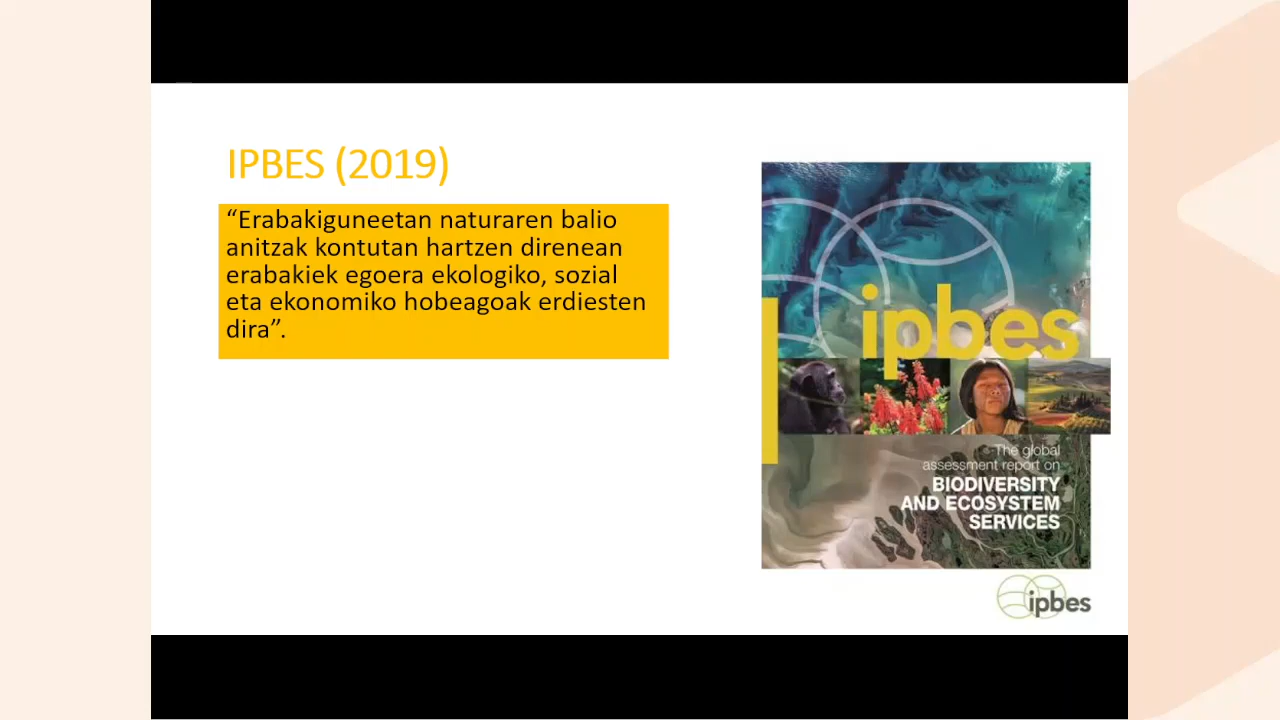 IPBES (2019)
“Erabakiguneetan naturaren balio
anitzak kontutan hartzen direnean
erabakiek egoera ekologiko, sozial
eta ekonomiko hobeagoak erdiesten
dira”.
ipbes
The global
assessment report on
BIODIVERSITY
AND ECOSYSTEM
SERVICES
ipbes